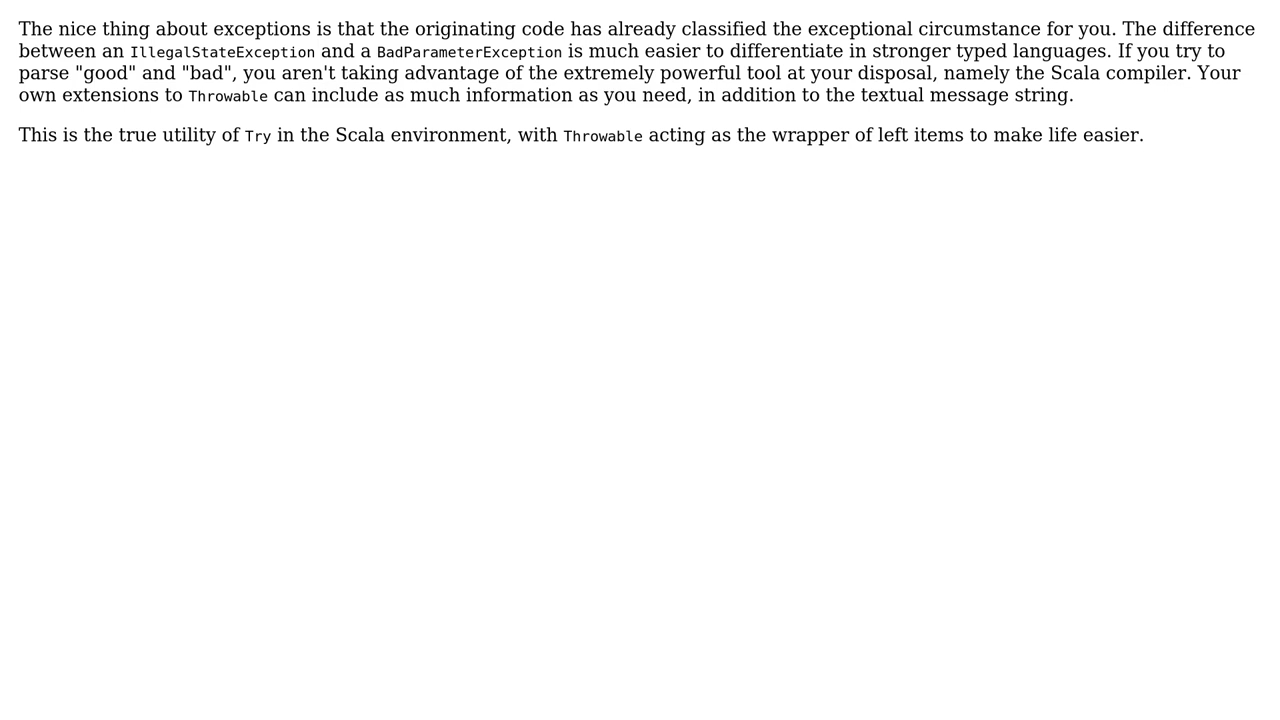 The nice thing about exceptions is that the originating code has already classified the exceptional circumstance for you. The difference
between an IllegalStateException and a BadParameterException is much easier to differentiate in stronger typed languages. If you try to
parse "good" and "bad", you aren't taking advantage of the extremely powerful tool at your disposal, namely the Scala compiler. Your
own extensions to Throwable can include as much information as you need, in addition to the textual message string.
This is the true utility of Try in the Scala environment, with Throwable acting as the wrapper of left items to make life easier.